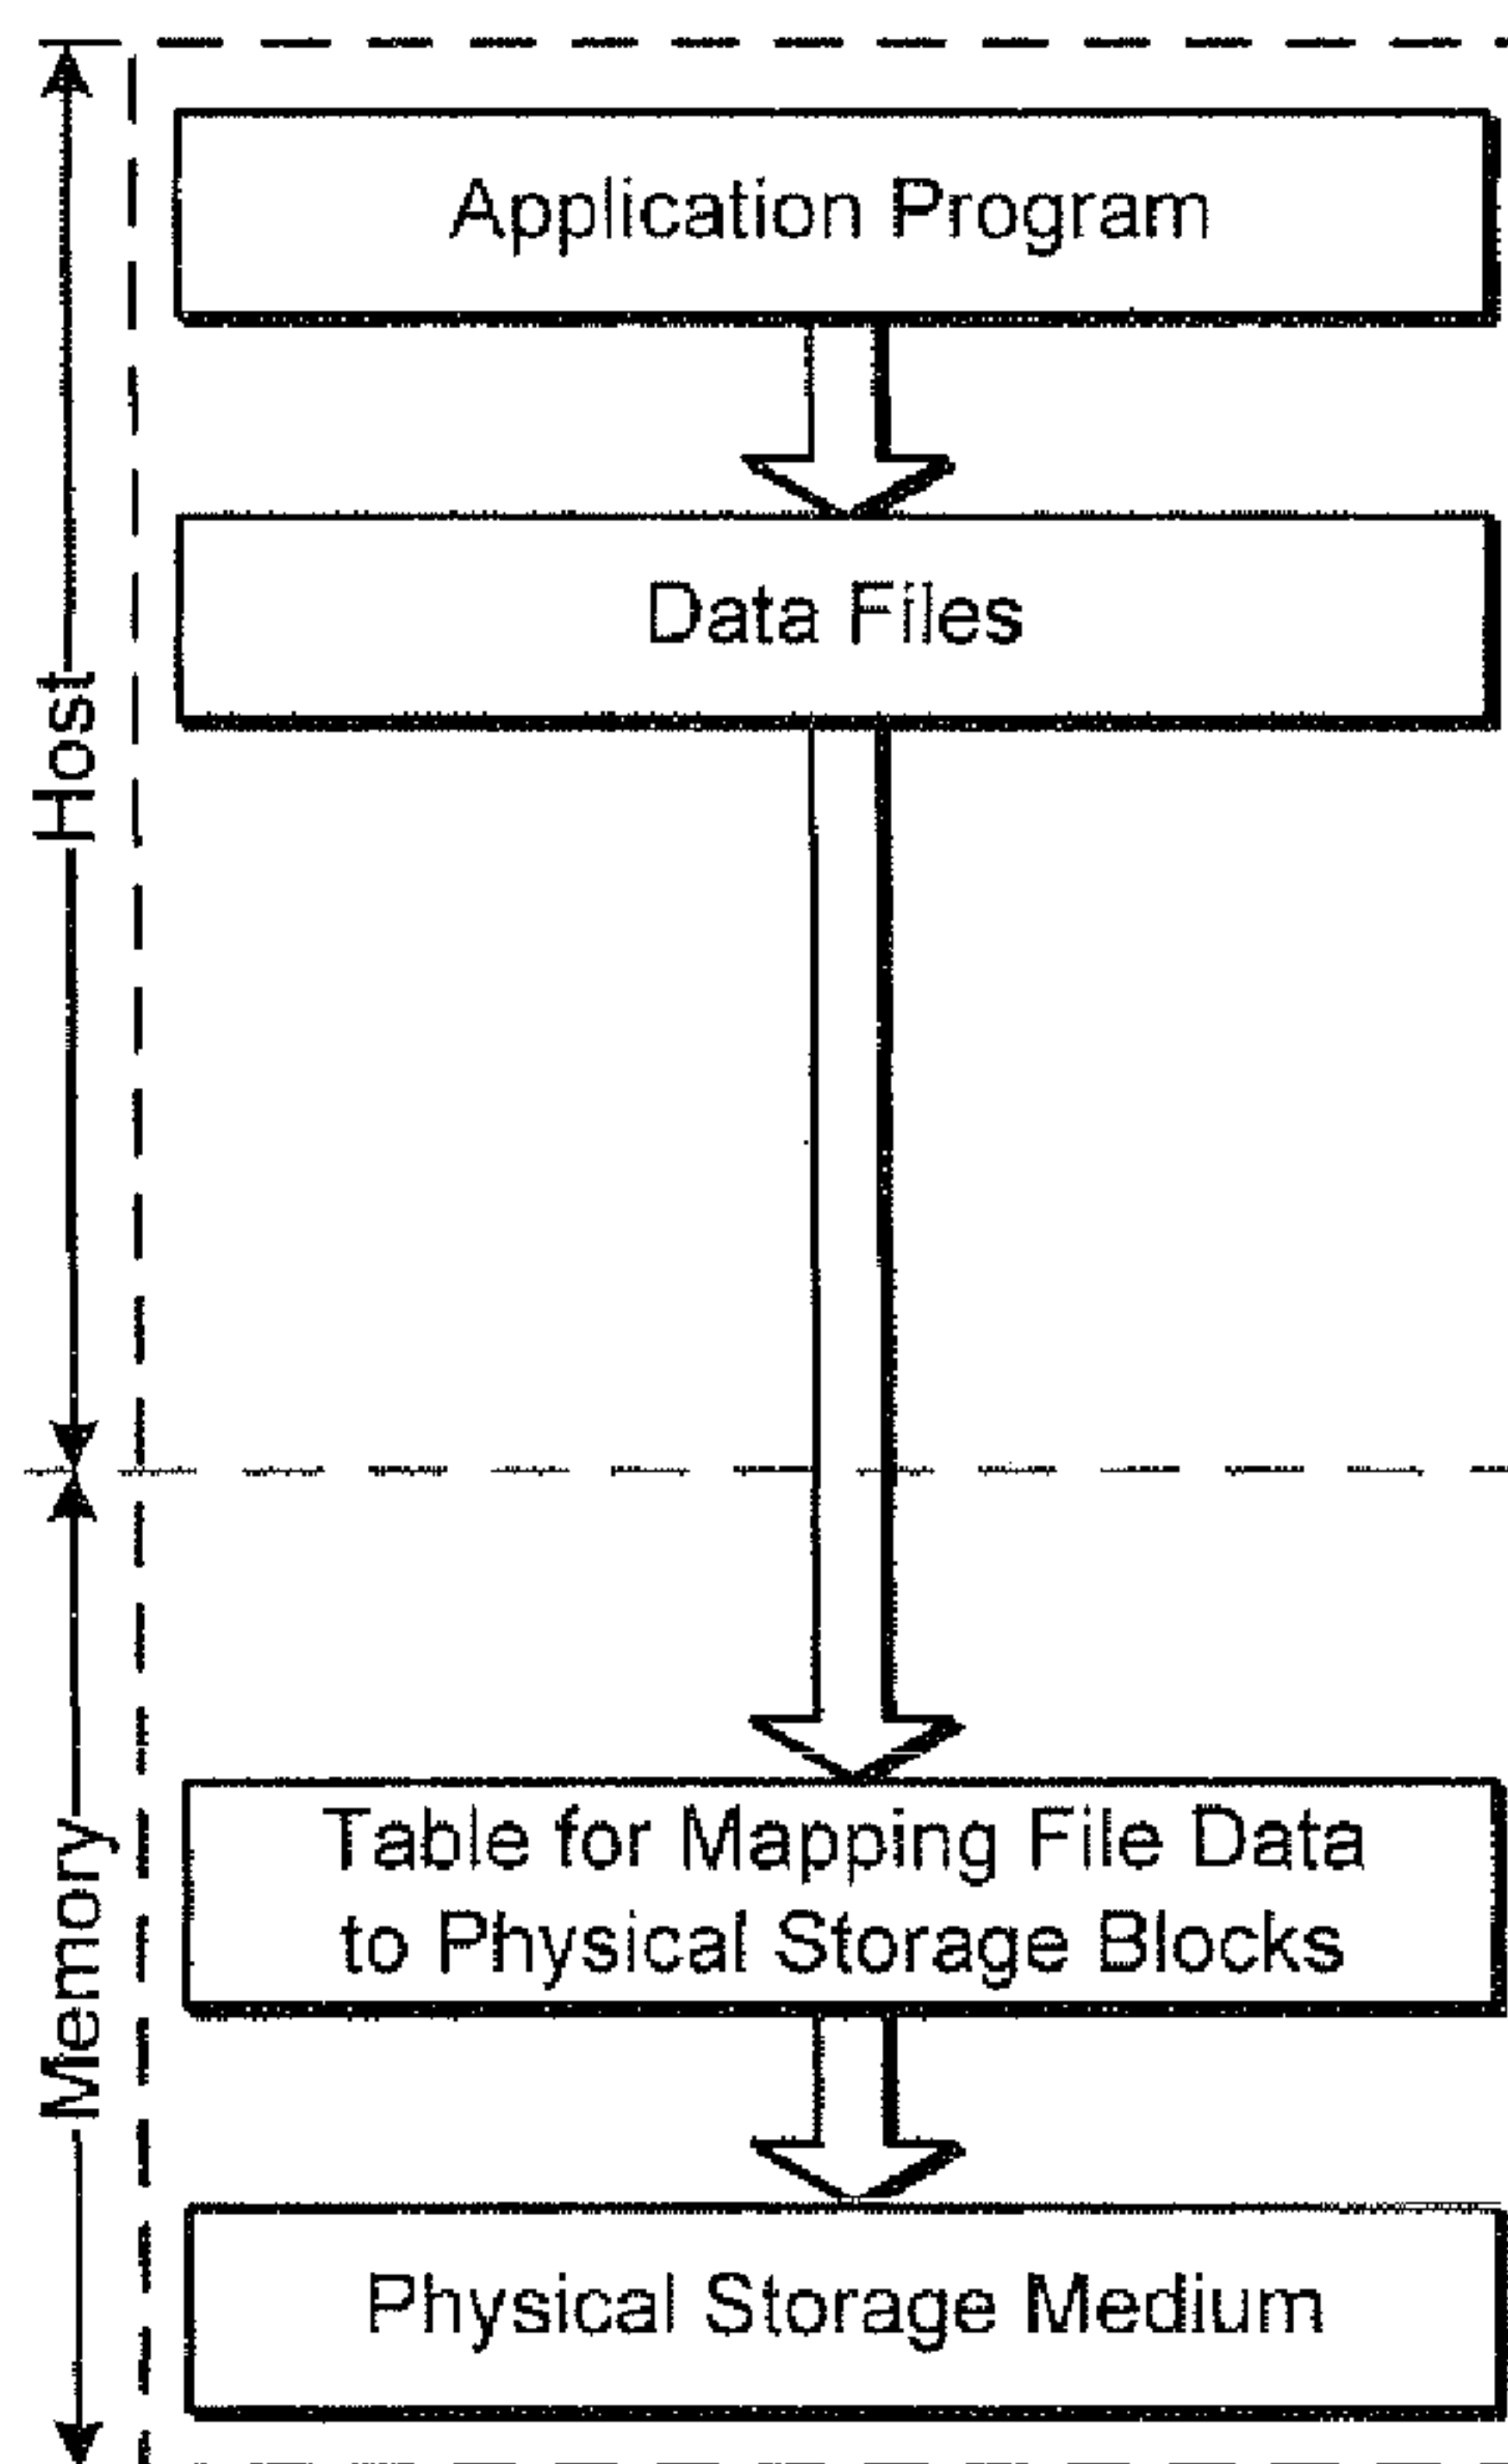 Application Program
Data Files
Host
Table for Mapping File Data
to Physical Storage Blocks
Memory
Physical Storage Medium